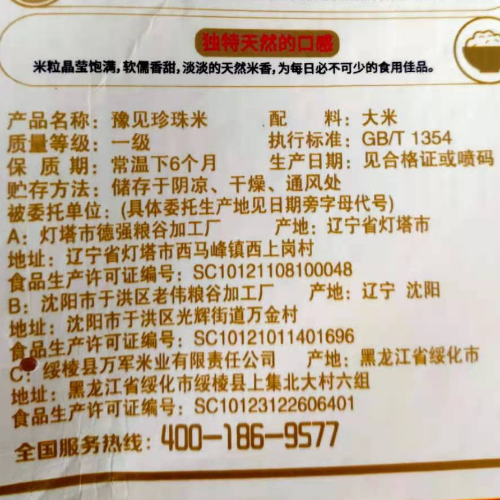 独特天然的口感
米粒晶莹饱满,软儒香甜,淡淡的天然米香,为每日必不可少的食用佳品。
产品名称: 豫见珍珠米 配 料: 大米
质量等级: 一级 执行标准: GB/T 1354
保 质 期: 常温下6个月 生产日期: 见合格证或喷码
贮存方法: 储存于阴凉、干燥、通风处
被委托单位: (具体委托生产地见日期旁字母代号)
A: 灯塔市德强粮谷加工厂 产地: 辽宁省灯塔市
地址: 辽宁省灯塔市西马峰镇西上岗村
食品生产许可证编号: SC10121108100048
B: 沈阳市于洪区老伟粮谷加工厂 产地: 辽宁 沈阳
地址: 沈阳市于洪区光辉街道万金村
食品生产许可证编号: SC10121011401696
C: 绥棱县万军米业有限责任公司 产地: 黑龙江省绥化市
地址: 黑龙江省绥化市绥棱县上集北大村六组
食品生产许可证编号: SC10123122606401
全国服务热线: 400-186-9577